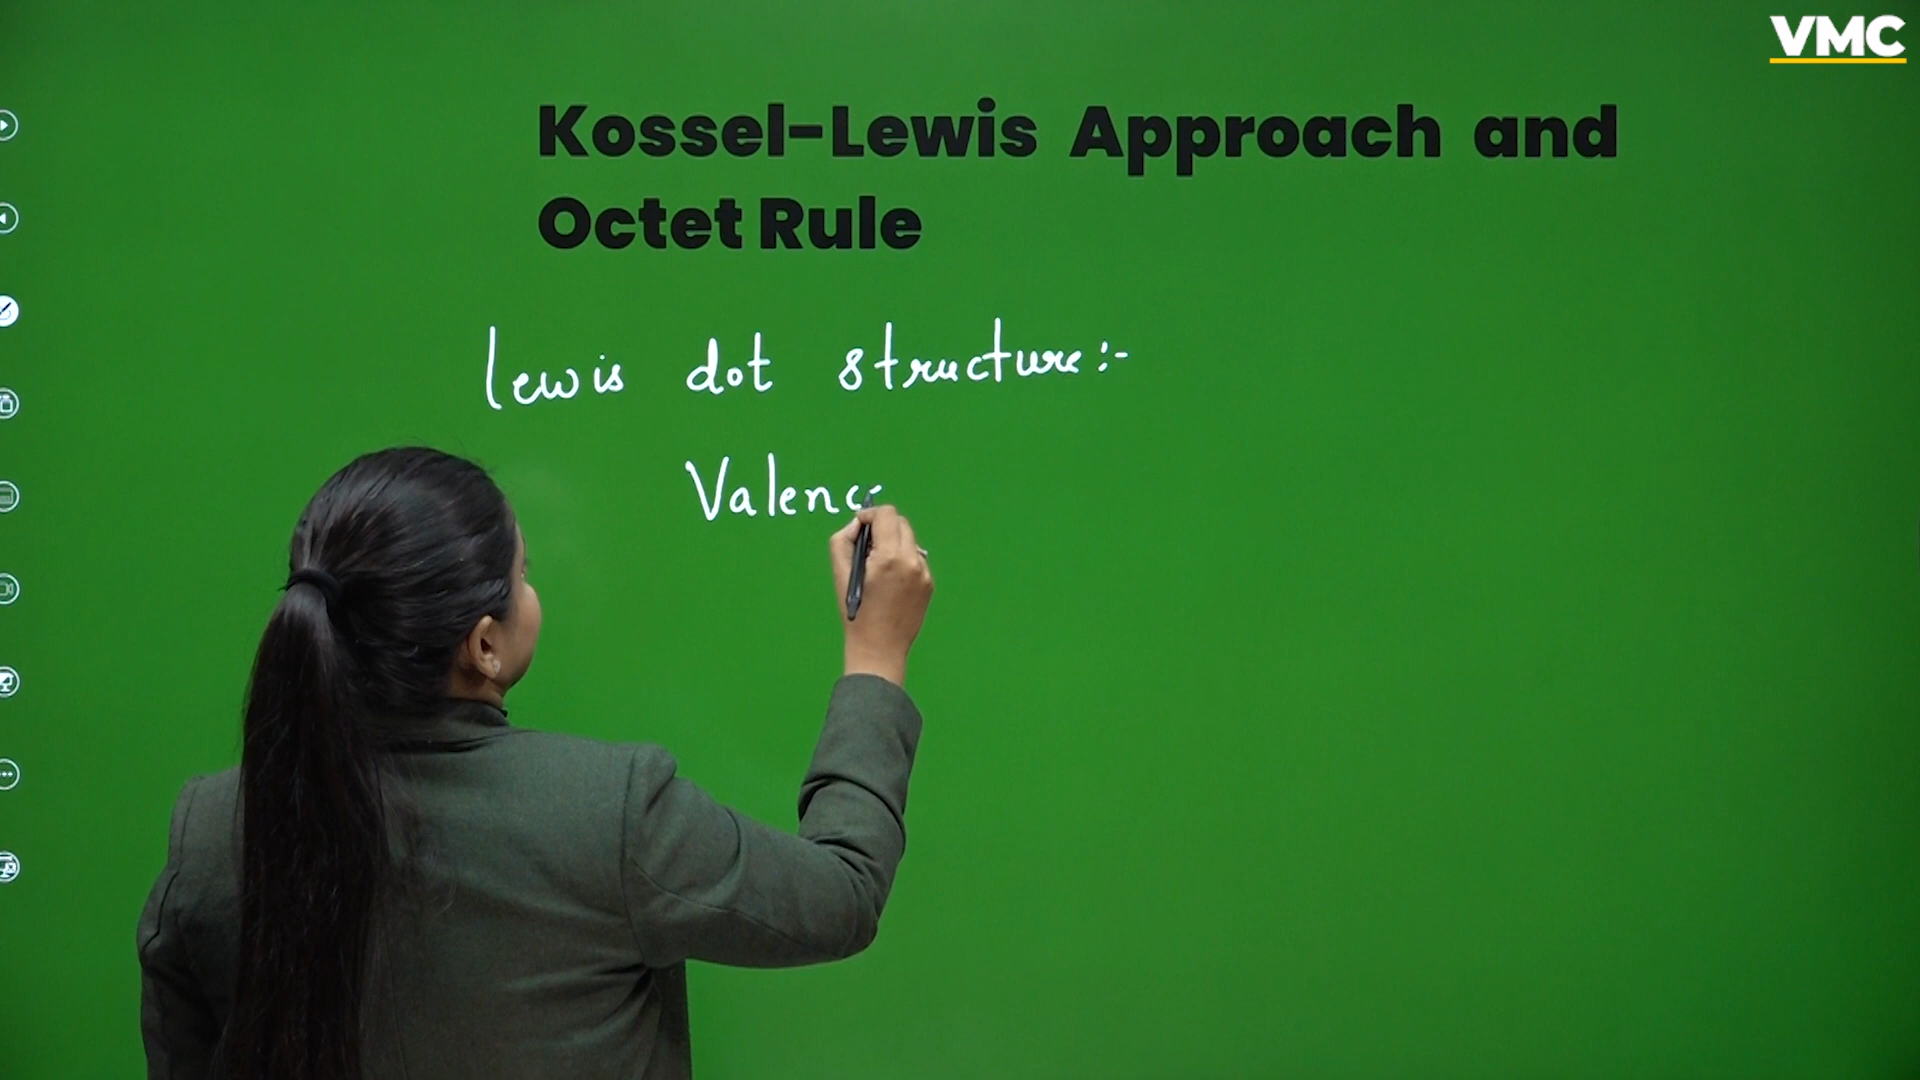 VMC
Kossel-Lewis Approach and
Octet Rule
Lewis dot structure:-
Valenc